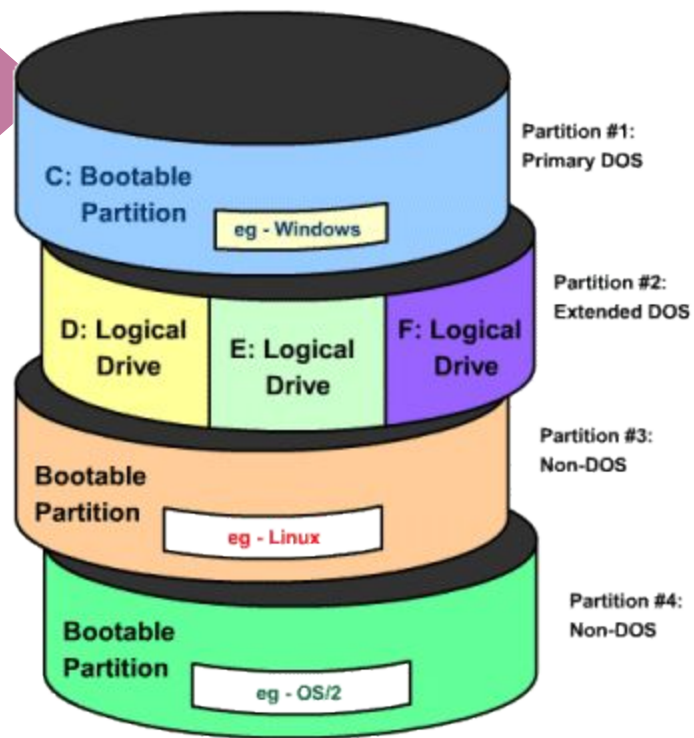 Partition #1:
Primary DOS
C: Bootable
Partition
eg - Windows
Partition #2:
Extended DOS
D: Logical
Drive
E: Logical
Drive
F: Logical
Drive
Partition #3:
Non-DOS
Bootable
Partition
eg - Linux
Partition #4:
Non-DOS
Bootable
Partition
eg - OS/2